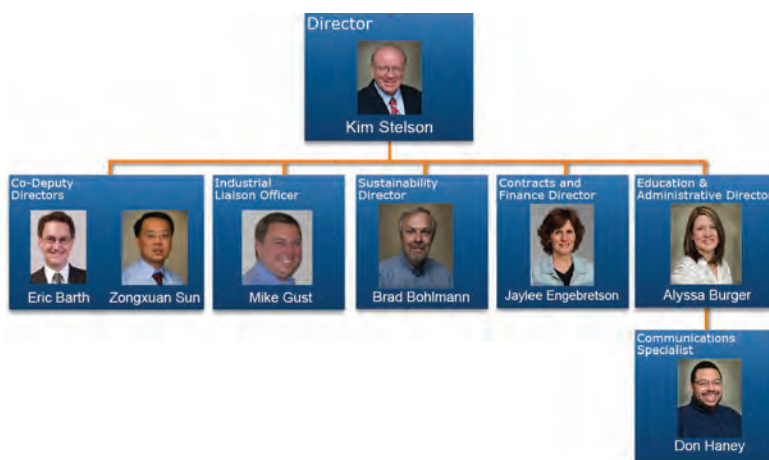 Director
Kim Stelson
Co-Deputy
Directors
Eric Barth
Zongxuan Sun
Industrial
Liaison Officer
Mike Gust
Sustainability
Director
Brad Bohlmann
Contracts and
Finance Director
Jaylee Engebretson
Education &
Administrative Director
Alyssa Burger
Communications
Specialist
Don Haney